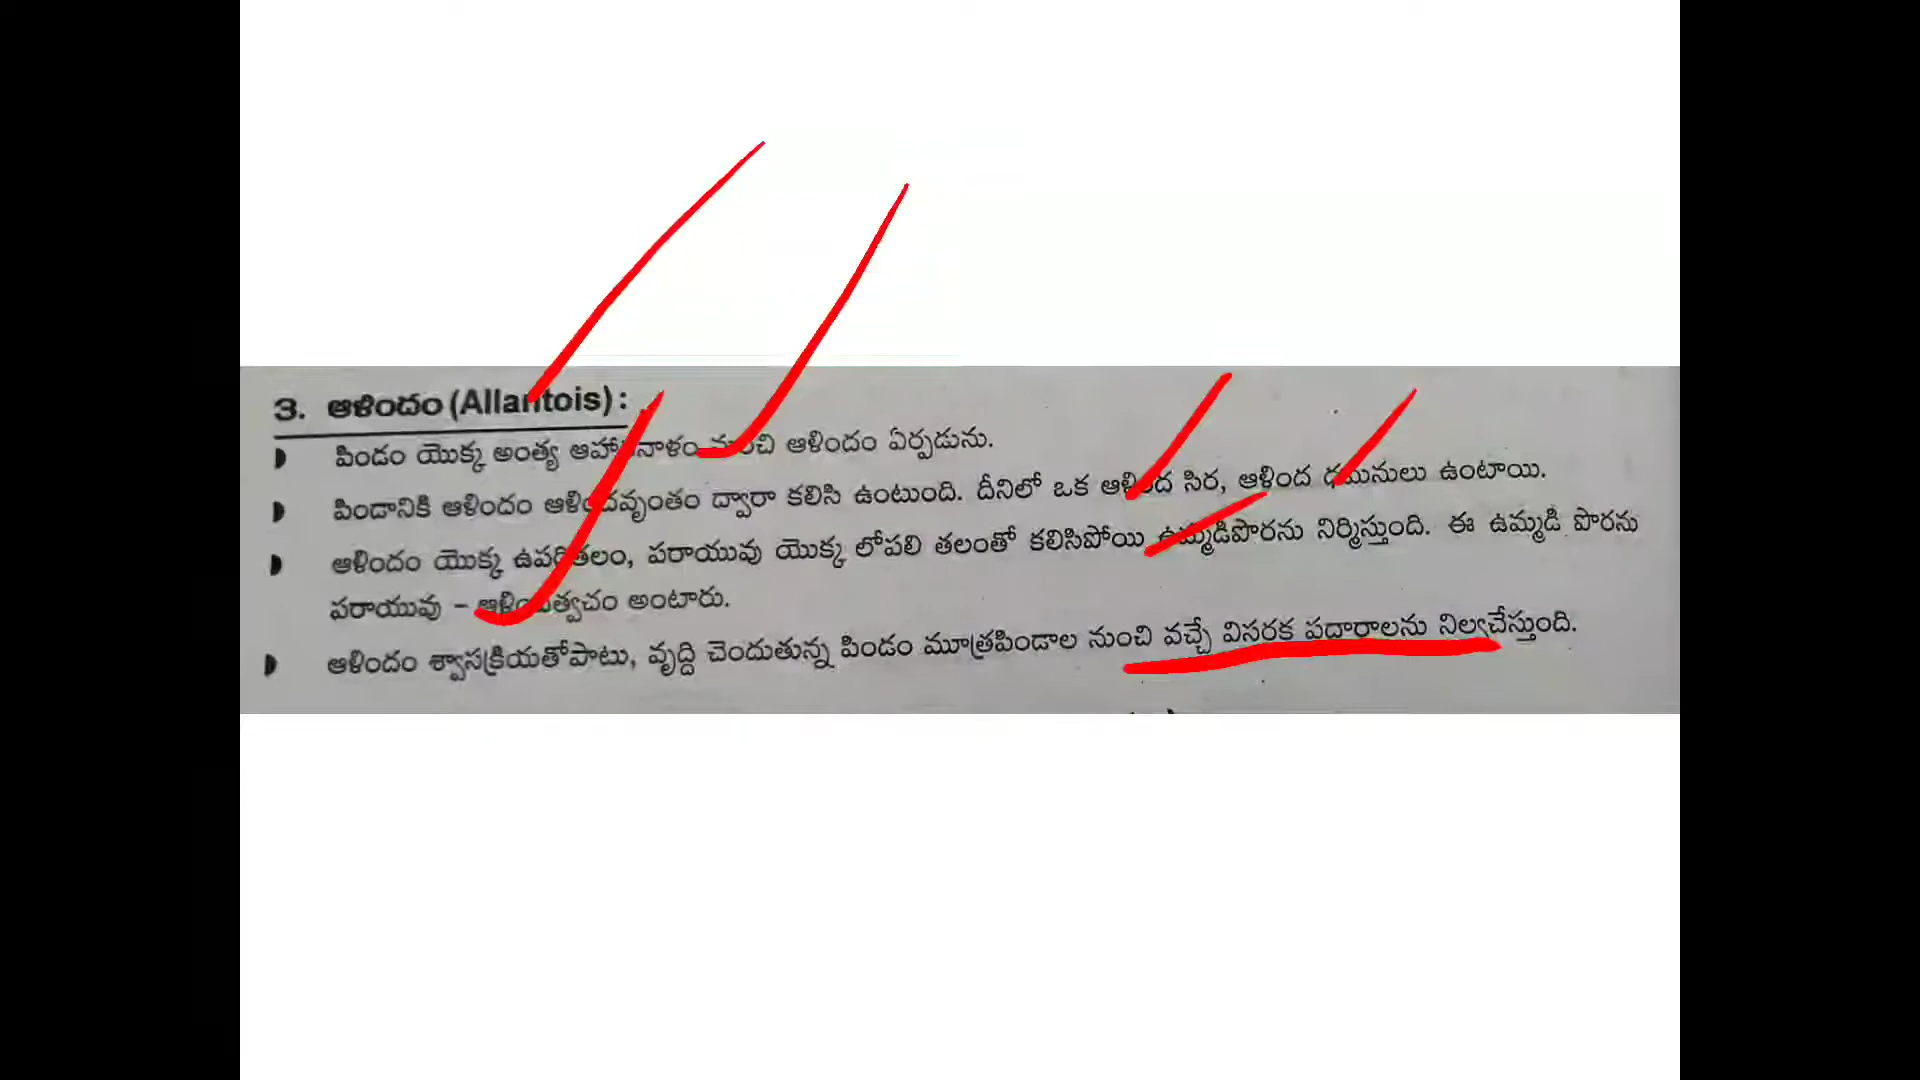 3. ఆళిందం (Allantois) :
పిండం యొక్క అంత్య ఆహారనాళం నుంచి ఆళిందం ఏర్పడును.
పిండానికి ఆళిందం ఆళిందవృంతం ద్వారా కలిసి ఉంటుంది. దీనిలో ఒక ఆళింద సిర, ఆళింద ధమనులు ఉంటాయి.
ఆళిందం యొక్క ఉపరితలం, పరాయువు యొక్క లోపలి తలంతో కలిసిపోయి ఉమ్మడిపొరను నిర్మిస్తుంది. ఈ ఉమ్మడి పొరను
పరాయువు – ఆళిందత్వచం అంటారు.
ఆళిందం శ్వాసక్రియతోపాటు, వృద్ది చెందుతున్న పిండం మూత్రపిండాల నుంచి వచ్చే విసరక పదార్థాలను నిల్వచేస్తుంది.